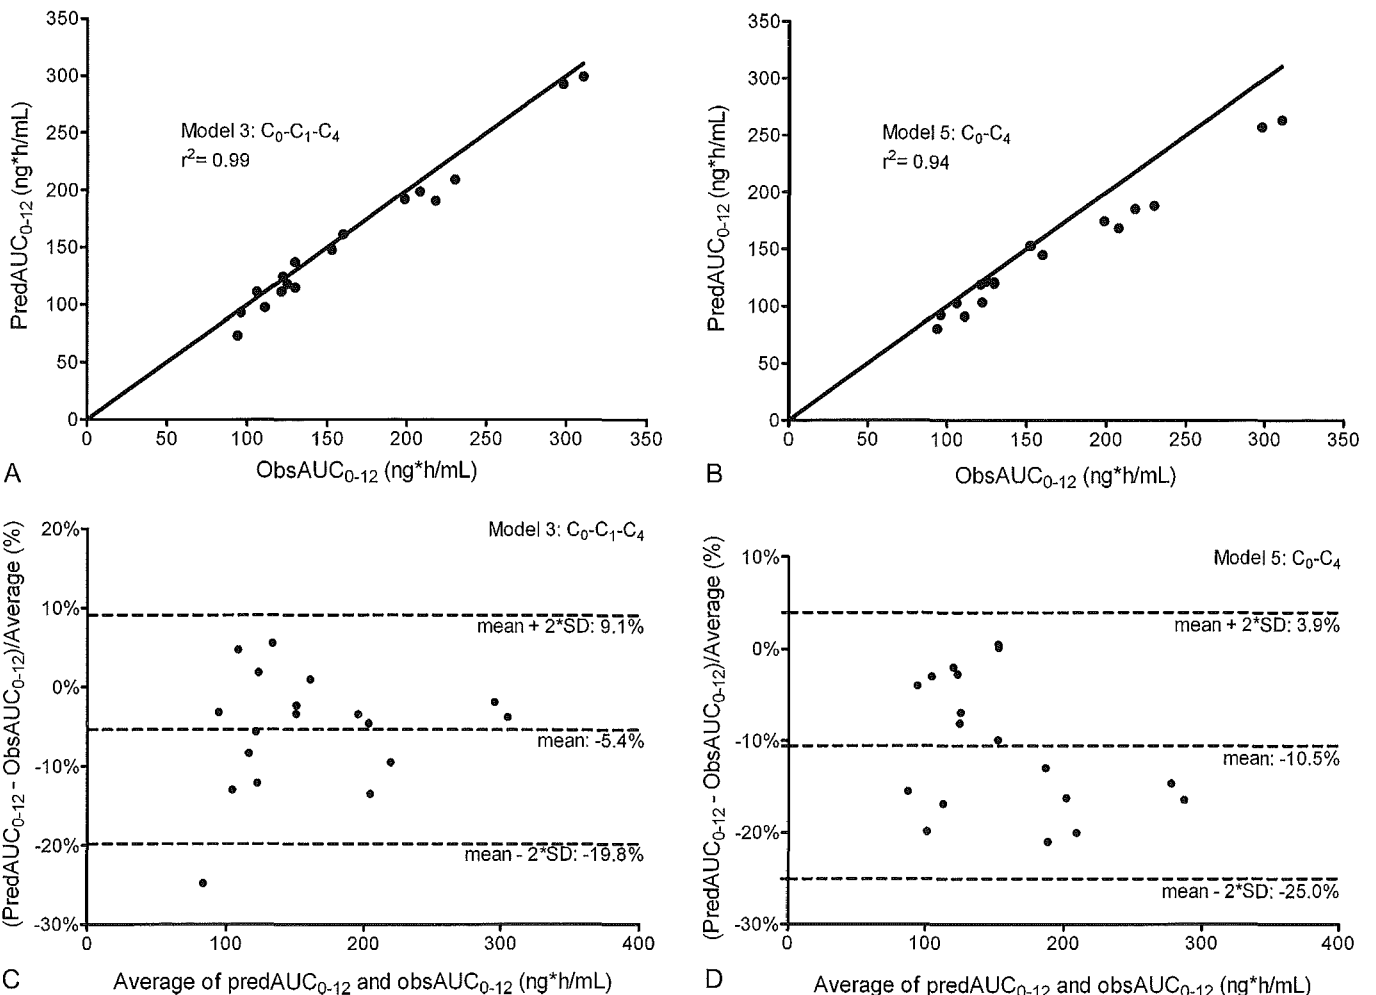 350
300
250
200
150
100
50
0
PredAUC0-12 (ng*h/mL)
Model 3: C0-C1-C4
r2= 0.99
0 50 100 150 200 250 300 350
ObsAUC0-12 (ng*h/mL)
A
350
300
250
200
150
100
50
0
PredAUC0-12 (ng*h/mL)
Model 5: C0-C4
r2= 0.94
0 50 100 150 200 250 300 350
ObsAUC0-12 (ng*h/mL)
B
20%
10%
0%
-10%
-20%
-30%
(PredAUC0-12 - ObsAUC0-12)/Average (%)
Model 3: C0-C1-C4
mean + 2*SD: 9.1%
mean: -5.4%
mean - 2*SD: -19.8%
0 100 200 300 400
C
Average of predAUC0-12 and obsAUC0-12 (ng*h/mL)
10%
0%
-10%
-20%
-30%
(PredAUC0-12 - ObsAUC0-12)/Average (%)
Model 5: C0-C4
mean + 2*SD: 3.9%
mean: -10.5%
mean - 2*SD: -25.0%
0 100 200 300 400
D
Average of predAUC0-12 and obsAUC0-12 (ng*h/mL)